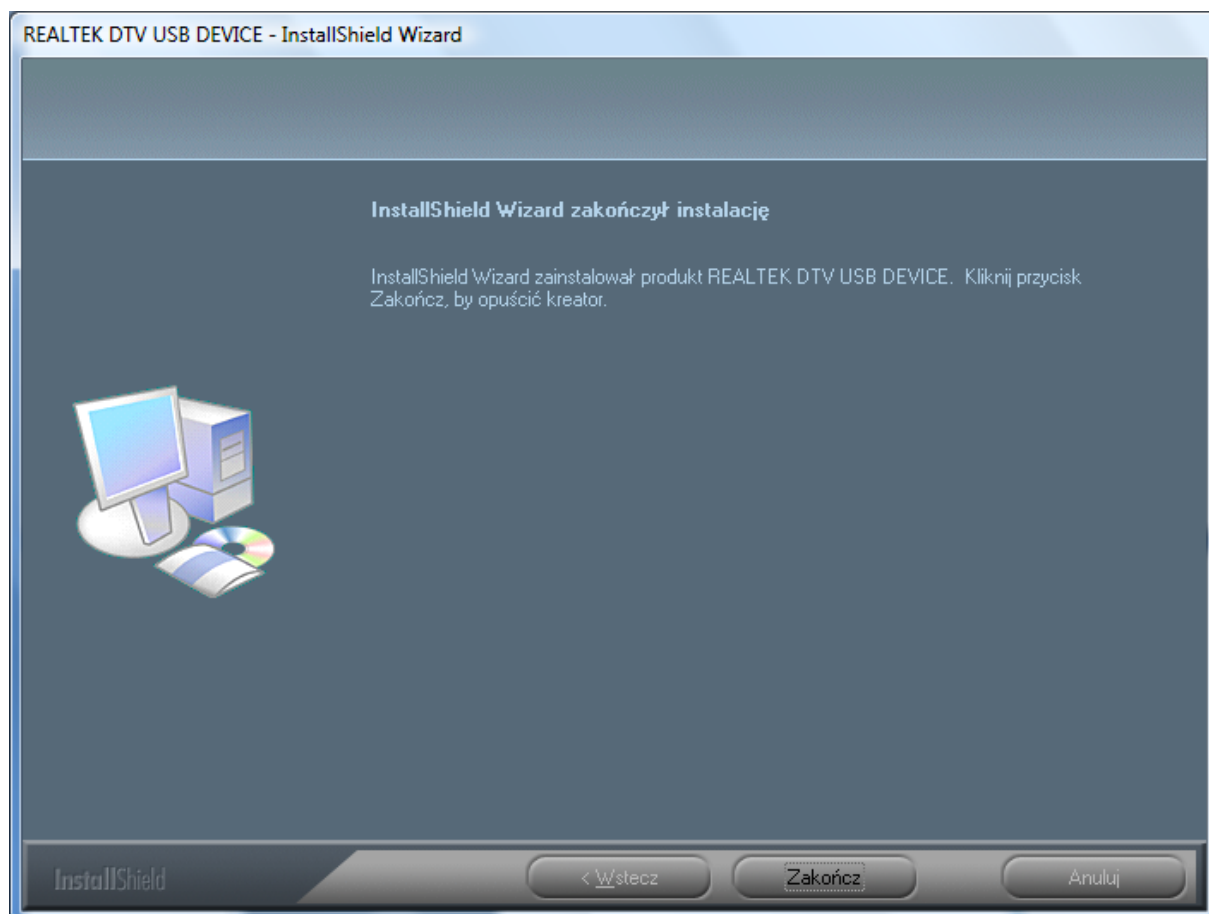 REALTEK DTV USB DEVICE - InstallShield Wizard
InstallShield Wizard zakończył instalację
InstallShield Wizard zainstalował produkt REALTEK DTV USB DEVICE. Kliknij przycisk
Zakończ, by opuścić kreator.
InstallShield
< Wstecz
Zakończ
Anuluj